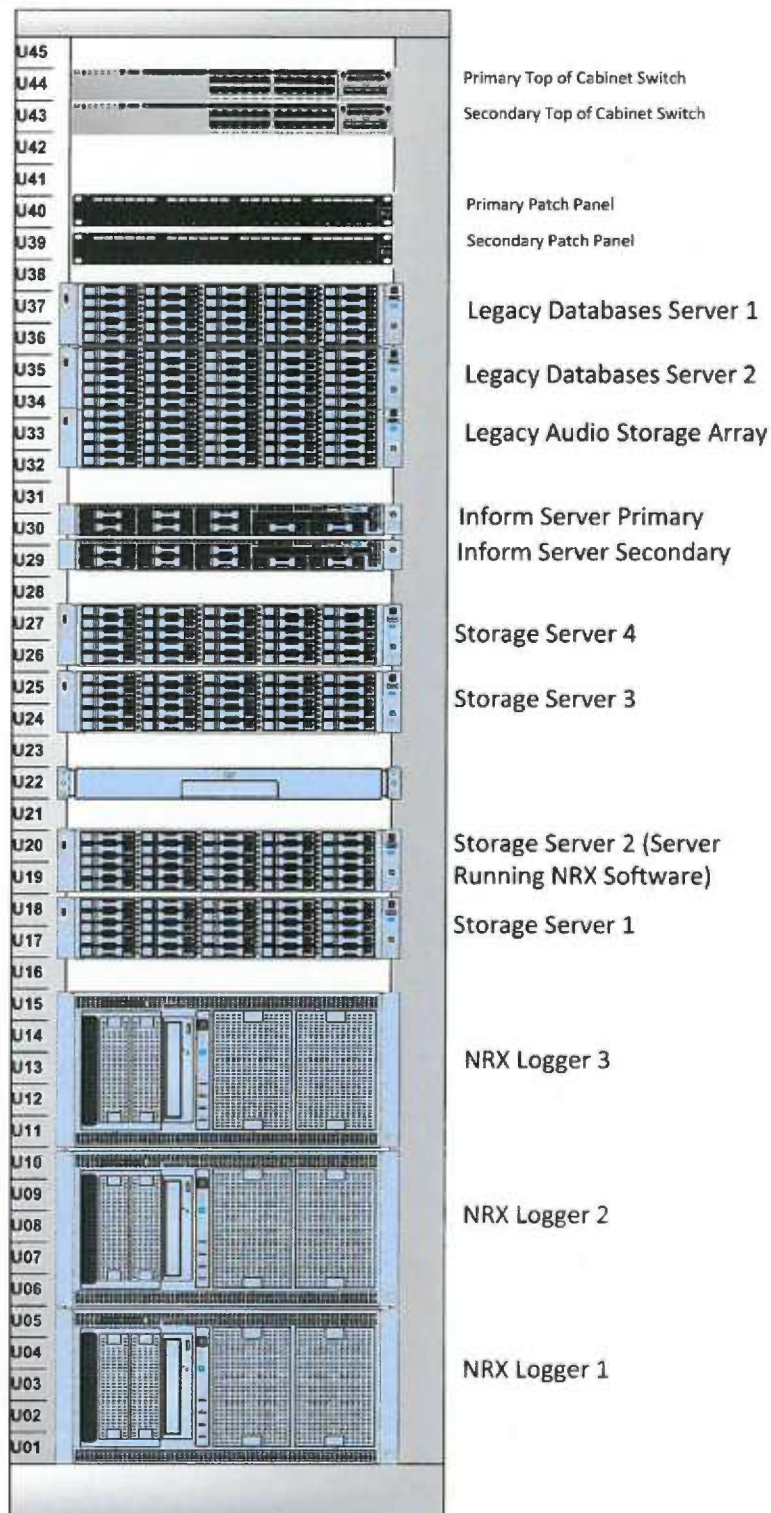 U45
U44
Primary Top of Cabinet Switch
U43
Secondary Top of Cabinet Switch
U42
U41
U40
Primary Patch Panel
U39
Secondary Patch Panel
U38
U37
Legacy Databases Server 1
U36
U35
Legacy Databases Server 2
U34
U33
Legacy Audio Storage Array
U32
U31
U30
Inform Server Primary
U29
Inform Server Secondary
U28
U27
Storage Server 4
U26
U25
Storage Server 3
U24
U23
U22
U21
U20
Storage Server 2 (Server
U19
Running NRX Software)
U18
Storage Server 1
U17
U16
U15
U14
U13
NRX Logger 3
U12
U11
U10
U09
U08
NRX Logger 2
U07
U06
U05
U04
U03
NRX Logger 1
U02
U01